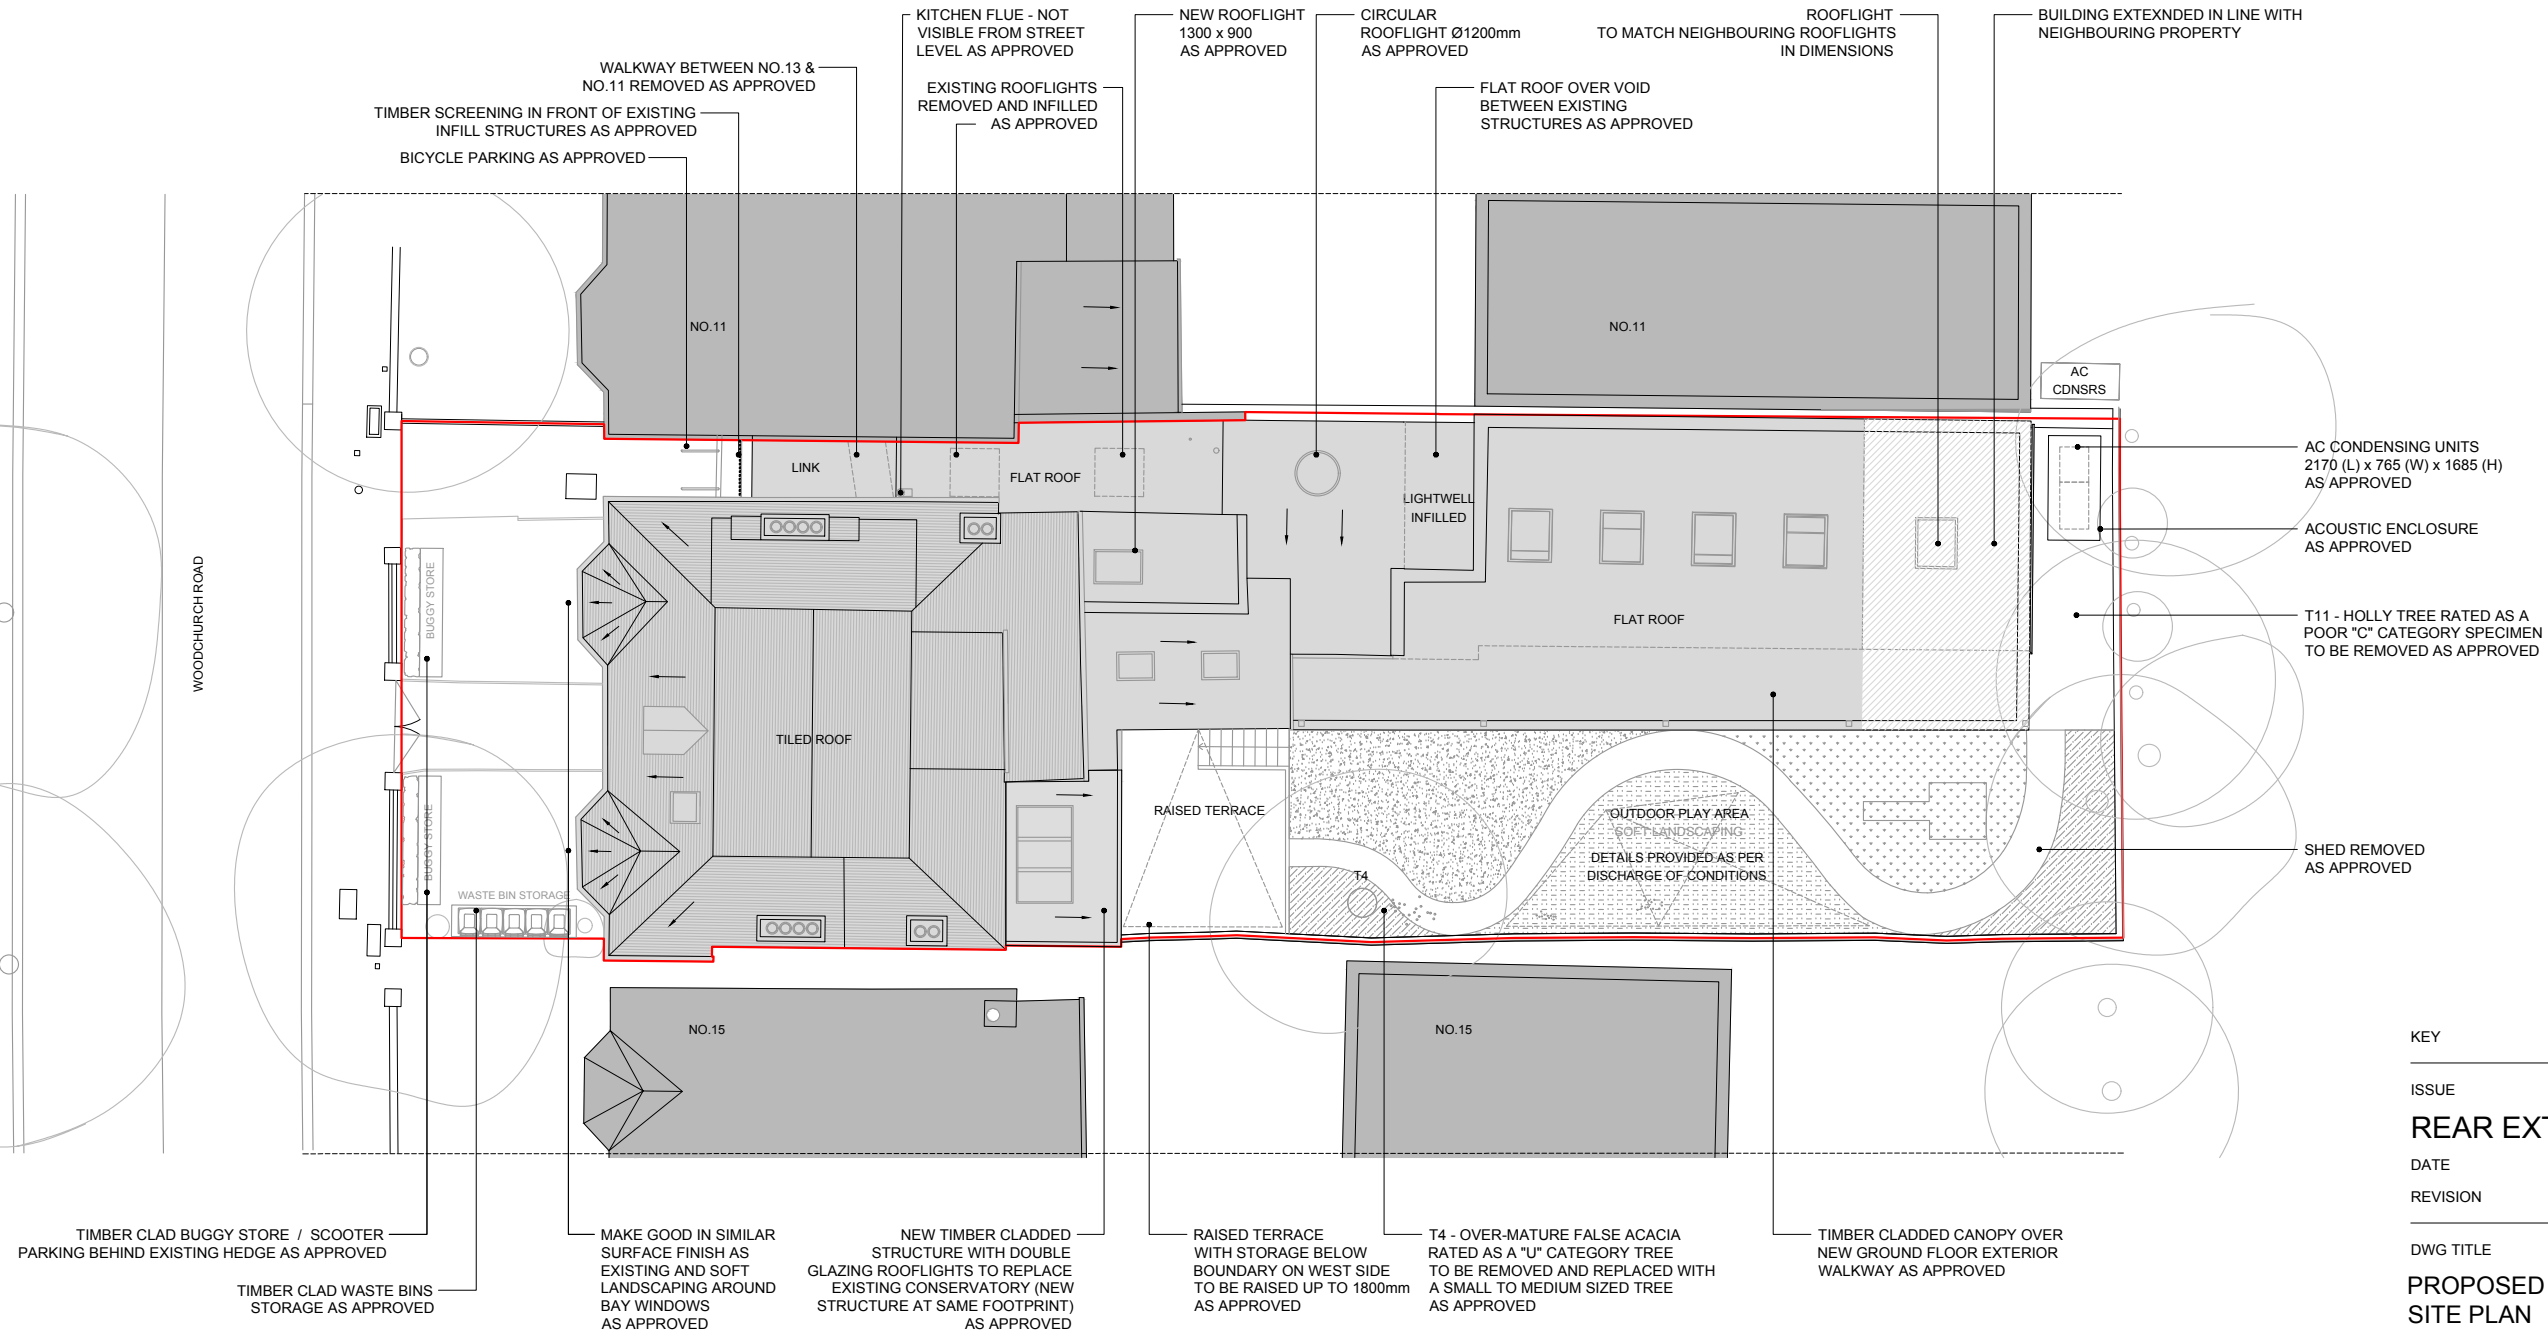 KITCHEN FLUE - NOT
VISIBLE FROM STREET
LEVEL AS APPROVED
NEW ROOFLIGHT
1300 x 900
AS APPROVED
CIRCULAR
ROOFLIGHT Ø1200mm
AS APPROVED
ROOFLIGHT
TO MATCH NEIGHBOURING ROOFLIGHTS
IN DIMENSIONS
BUILDING EXTEXNDED IN LINE WITH
NEIGHBOURING PROPERTY
WALKWAY BETWEEN NO.13 &
NO.11 REMOVED AS APPROVED
EXISTING ROOFLIGHTS
REMOVED AND INFILLED
AS APPROVED
FLAT ROOF OVER VOID
BETWEEN EXISTING
STRUCTURES AS APPROVED
TIMBER SCREENING IN FRONT OF EXISTING
INFILL STRUCTURES AS APPROVED
BICYCLE PARKING AS APPROVED
NO.11
NO.11
AC
CDNSRS
LINK
FLAT ROOF
LIGHTWELL
INFILLED
AC CONDENSING UNITS
2170 (L) x 765 (W) x 1685 (H)
AS APPROVED
ACOUSTIC ENCLOSURE
AS APPROVED
WOODCHURCH ROAD
BUGGY STORE
FLAT ROOF
T11 - HOLLY TREE RATED AS A
POOR "C" CATEGORY SPECIMEN
TO BE REMOVED AS APPROVED
TILED ROOF
RAISED TERRACE
OUTDOOR PLAY AREA
SOFT LANDSCAPING
DETAILS PROVIDED AS PER
DISCHARGE OF CONDITIONS
BUGGY STORE
T4
WASTE BIN STORAGE
SHED REMOVED
AS APPROVED
NO.15
NO.15
KEY
ISSUE
REAR EXT
DATE
REVISION
DWG TITLE
PROPOSED
SITE PLAN
TIMBER CLAD BUGGY STORE / SCOOTER
PARKING BEHIND EXISTING HEDGE AS APPROVED
TIMBER CLAD WASTE BINS
STORAGE AS APPROVED
MAKE GOOD IN SIMILAR
SURFACE FINISH AS
EXISTING AND SOFT
LANDSCAPING AROUND
BAY WINDOWS
AS APPROVED
NEW TIMBER CLADDED
STRUCTURE WITH DOUBLE
GLAZING ROOFLIGHTS TO REPLACE
EXISTING CONSERVATORY (NEW
STRUCTURE AT SAME FOOTPRINT)
AS APPROVED
RAISED TERRACE
WITH STORAGE BELOW
BOUNDARY ON WEST SIDE
TO BE RAISED UP TO 1800mm
AS APPROVED
T4 - OVER-MATURE FALSE ACACIA
RATED AS A "U" CATEGORY TREE
TO BE REMOVED AND REPLACED WITH
A SMALL TO MEDIUM SIZED TREE
AS APPROVED
TIMBER CLADDED CANOPY OVER
NEW GROUND FLOOR EXTERIOR
WALKWAY AS APPROVED